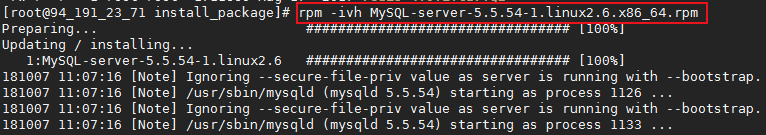 [root@94_191_23_71 install_package]# rpm -ivh MySQL-server-5.5.54-1.linux2.6.x86_64.rpm
Preparing... ################################# [100%]
Updating / installing...
1:MySQL-server-5.5.54-1.linux2.6 ################################# [100%]
181007 11:07:16 [Note] Ignoring --secure-file-priv value as server is running with --bootstrap.
181007 11:07:16 [Note] /usr/sbin/mysqld (mysqld 5.5.54) starting as process 1126 ...
181007 11:07:16 [Note] Ignoring --secure-file-priv value as server is running with --bootstrap.
181007 11:07:16 [Note] /usr/sbin/mysqld (mysqld 5.5.54) starting as process 1133 ...